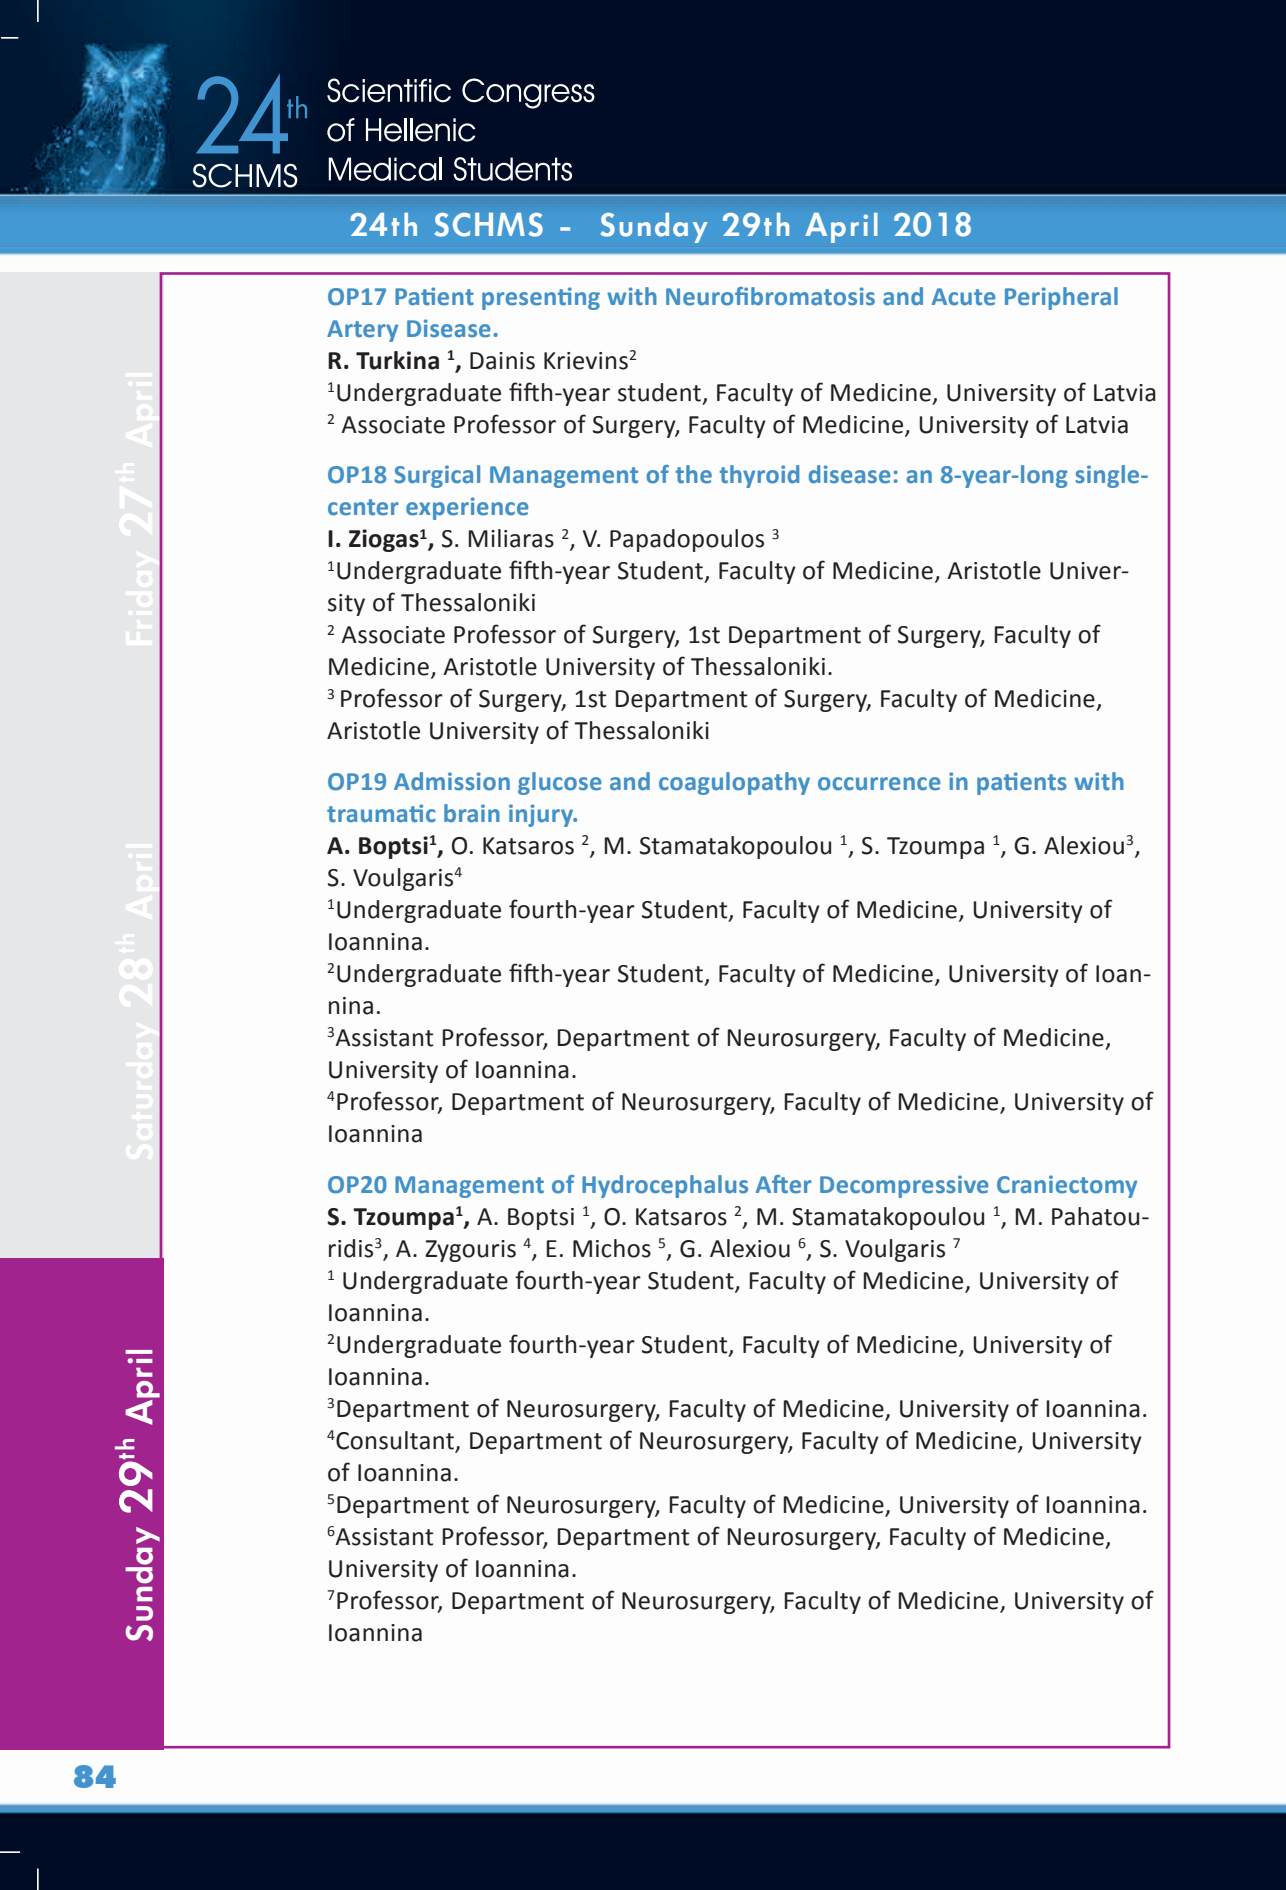 24th
SCHMS
Scientific Congress
of Hellenic
Medical Students
24th SCHMS - Sunday 29th April 2018
Friday 27th April
Saturday 28th April
Sunday 29th April
OP17 Patient presenting with Neurofibromatosis and Acute Peripheral
Artery Disease.
R. Turkina ¹, Dainis Krievins²
¹Undergraduate fifth-year student, Faculty of Medicine, University of Latvia
² Associate Professor of Surgery, Faculty of Medicine, University of Latvia
OP18 Surgical Management of the thyroid disease: an 8-year-long single-
center experience
I. Ziogas¹, S. Miliaras ², V. Papadopoulos ³
¹Undergraduate fifth-year Student, Faculty of Medicine, Aristotle Univer-
sity of Thessaloniki
² Associate Professor of Surgery, 1st Department of Surgery, Faculty of
Medicine, Aristotle University of Thessaloniki.
³ Professor of Surgery, 1st Department of Surgery, Faculty of Medicine,
Aristotle University of Thessaloniki
OP19 Admission glucose and coagulopathy occurrence in patients with
traumatic brain injury.
A. Boptsi¹, O. Katsaros ², M. Stamatakopoulou ¹, S. Tzoumpa ¹, G. Alexiou³,
S. Voulgaris⁴
¹Undergraduate fourth-year Student, Faculty of Medicine, University of
Ioannina.
²Undergraduate fifth-year Student, Faculty of Medicine, University of Ioan-
nina.
³Assistant Professor, Department of Neurosurgery, Faculty of Medicine,
University of Ioannina.
⁴Professor, Department of Neurosurgery, Faculty of Medicine, University of
Ioannina
OP20 Management of Hydrocephalus After Decompressive Craniectomy
S. Tzoumpa¹, A. Boptsi ¹, O. Katsaros ², M. Stamatakopoulou ¹, M. Pahatou-
ridis³, A. Zygouris ⁴, E. Michos ⁵, G. Alexiou ⁶, S. Voulgaris ⁷
¹ Undergraduate fourth-year Student, Faculty of Medicine, University of
Ioannina.
²Undergraduate fourth-year Student, Faculty of Medicine, University of
Ioannina.
³Department of Neurosurgery, Faculty of Medicine, University of Ioannina.
⁴Consultant, Department of Neurosurgery, Faculty of Medicine, University
of Ioannina.
⁵Department of Neurosurgery, Faculty of Medicine, University of Ioannina.
⁶Assistant Professor, Department of Neurosurgery, Faculty of Medicine,
University of Ioannina.
⁷Professor, Department of Neurosurgery, Faculty of Medicine, University of
Ioannina
84